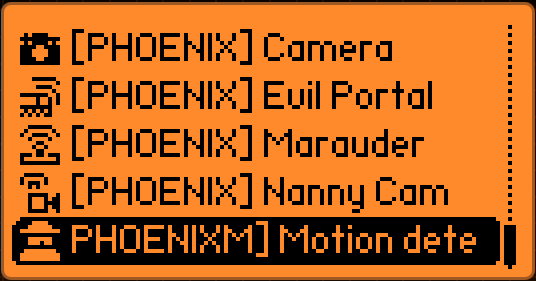 [PHOENIX] Camera
[PHOENIX] Evil Portal
[PHOENIX] Marauder
[PHOENIX] Nanny Cam
PHOENIXM] Motion dete